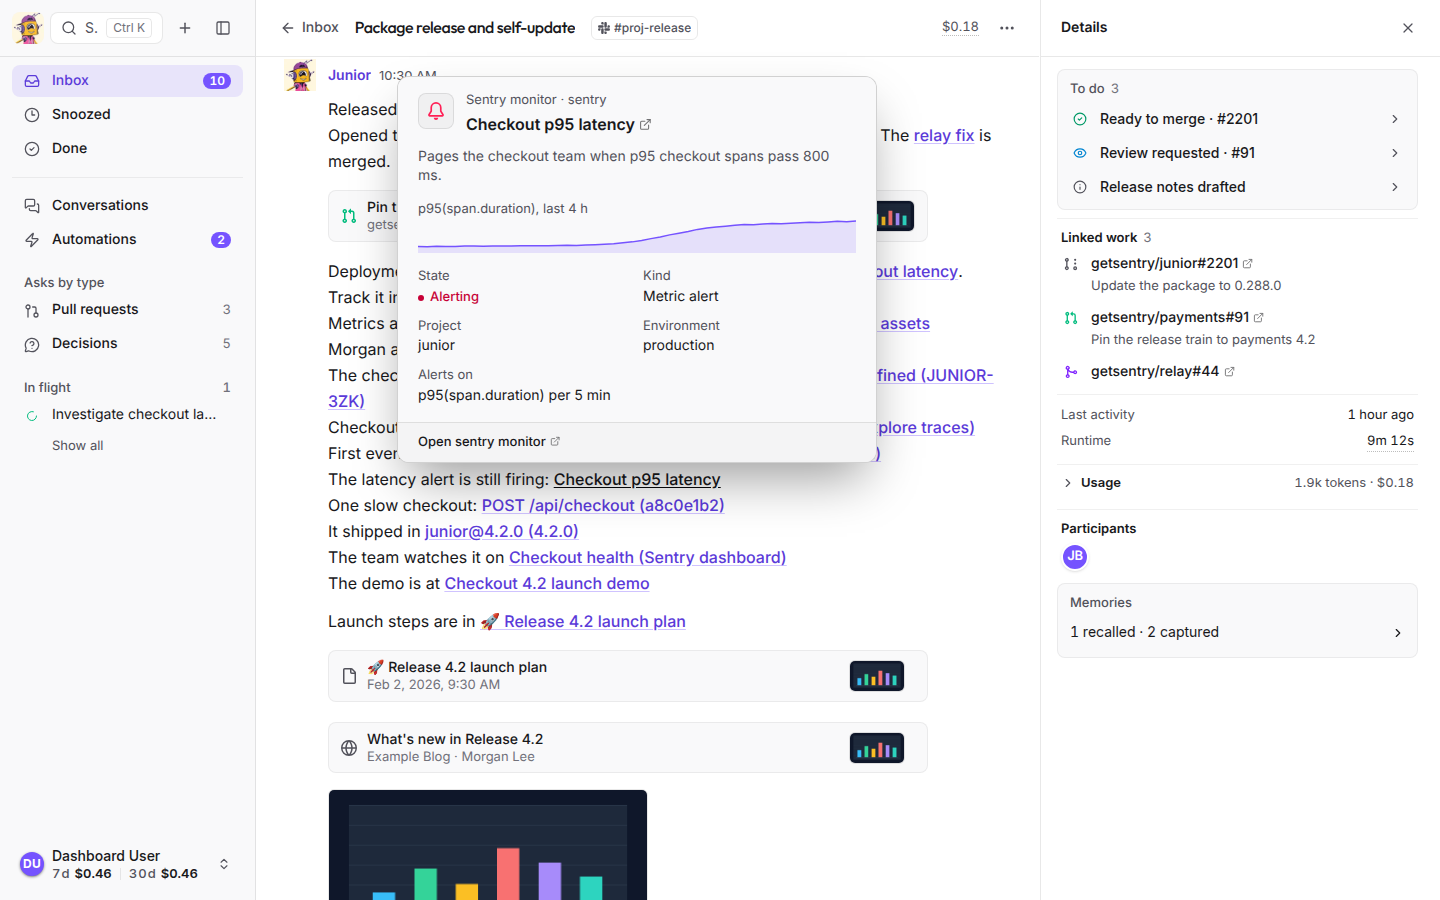 S. Ctrl K
Inbox 10
Snoozed
Done
Conversations
Automations 2
Asks by type
Pull requests 3
Decisions 5
In flight 1
Investigate checkout la...
Show all
DU Dashboard User
7d $0.46 30d $0.46
Inbox Package release and self-update #proj-release $0.18
Junior 10:30 AM
Released
Opened t The relay fix is
merged.
Pin t
getse
Deployme out latency.
Track it in
Metrics a assets
Morgan a
The chec fined (JUNIOR-
3ZK)
Checkout plore traces)
First ever )
Sentry monitor · sentry
Checkout p95 latency
Pages the checkout team when p95 checkout spans pass 800
ms.
p95(span.duration), last 4 h
State Kind
Alerting Metric alert
Project Environment
junior production
Alerts on
p95(span.duration) per 5 min
Open sentry monitor
The latency alert is still firing: Checkout p95 latency
One slow checkout: POST /api/checkout (a8c0e1b2)
It shipped in junior@4.2.0 (4.2.0)
The team watches it on Checkout health (Sentry dashboard)
The demo is at Checkout 4.2 launch demo
Launch steps are in 🚀 Release 4.2 launch plan
🚀 Release 4.2 launch plan
Feb 2, 2026, 9:30 AM
What's new in Release 4.2
Example Blog · Morgan Lee
Details
To do 3
Ready to merge · #2201
Review requested · #91
Release notes drafted
Linked work 3
getsentry/junior#2201
Update the package to 0.288.0
getsentry/payments#91
Pin the release train to payments 4.2
getsentry/relay#44
Last activity 1 hour ago
Runtime 9m 12s
Usage 1.9k tokens · $0.18
Participants
JB
Memories
1 recalled · 2 captured